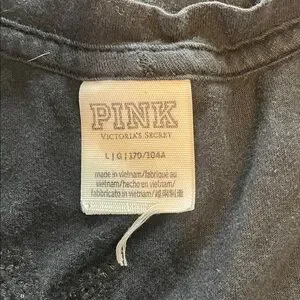 PINK
VICTORIA'S SECRET
L | G | 170/104A
made in vietnam/fabriqué au
vietnam/hecho en vietnam/
fabbricato in vietnam/越南制造